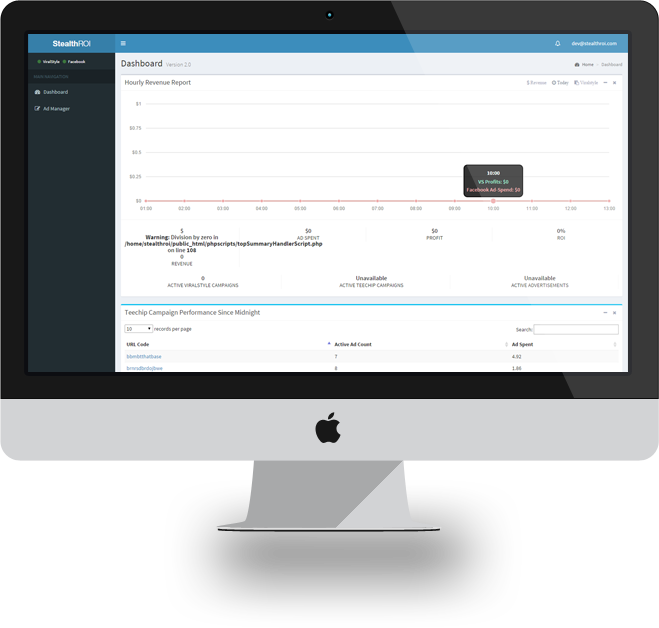 StealthROI
dev@stealthroi.com
ViralStyle Facebook
MAIN NAVIGATION
Dashboard
Ad Manager
Dashboard Version 2.0
Home > Dashboard
Hourly Revenue Report
$ Revenue Today Viralstyle
$1
$0.75
$0.5
$0.25
$0
10:00
VS Profits: $0
Facebook Ad-Spend: $0
01:00 02:00 03:00 04:00 05:00 06:00 07:00 08:00 09:00 10:00 11:00 12:00 13:00
$
Warning: Division by zero in
/home/stealthroi/public_html/phpscripts/topSummaryHandlerScript.php
on line 108
0
REVENUE
$0
AD SPENT
$0
PROFIT
0%
ROI
0
ACTIVE VIRALSTYLE CAMPAIGNS
Unavailable
ACTIVE TEECHIP CAMPAIGNS
Unavailable
ACTIVE ADVERTISEMENTS
Teechip Campaign Performance Since Midnight
10 records per page
Search:
URL Code Active Ad Count Ad Spent
7 4.92
8 1.86